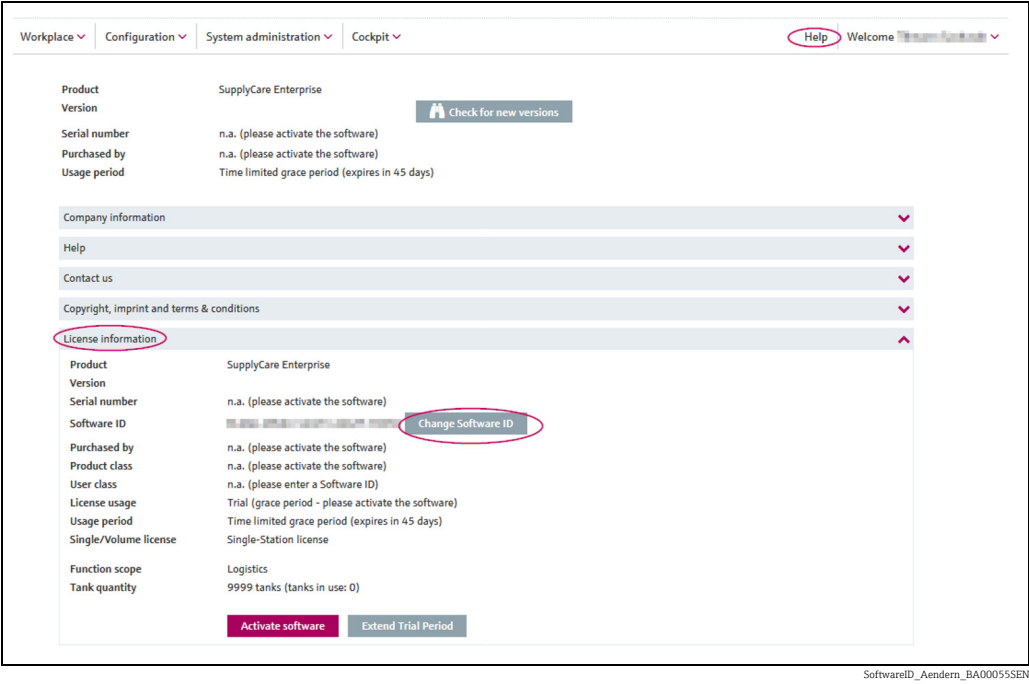 Workplace Configuration System administration Cockpit Help Welcome
Product SupplyCare Enterprise
Version Check for new versions
Serial number n.a. (please activate the software)
Purchased by n.a. (please activate the software)
Usage period Time limited grace period (expires in 45 days)
Company information
Help
Contact us
Copyright, imprint and terms & conditions
License information
Product SupplyCare Enterprise
Version
Serial number n.a. (please activate the software)
Software ID Change Software ID
Purchased by n.a. (please activate the software)
Product class n.a. (please activate the software)
User class n.a. (please enter a Software ID)
License usage Trial (grace period - please activate the software)
Usage period Time limited grace period (expires in 45 days)
Single/Volume license Single-Station license
Function scope Logistics
Tank quantity 9999 tanks (tanks in use: 0)
Activate software Extend Trial Period
SoftwareID_Aendern_BA00055SEN